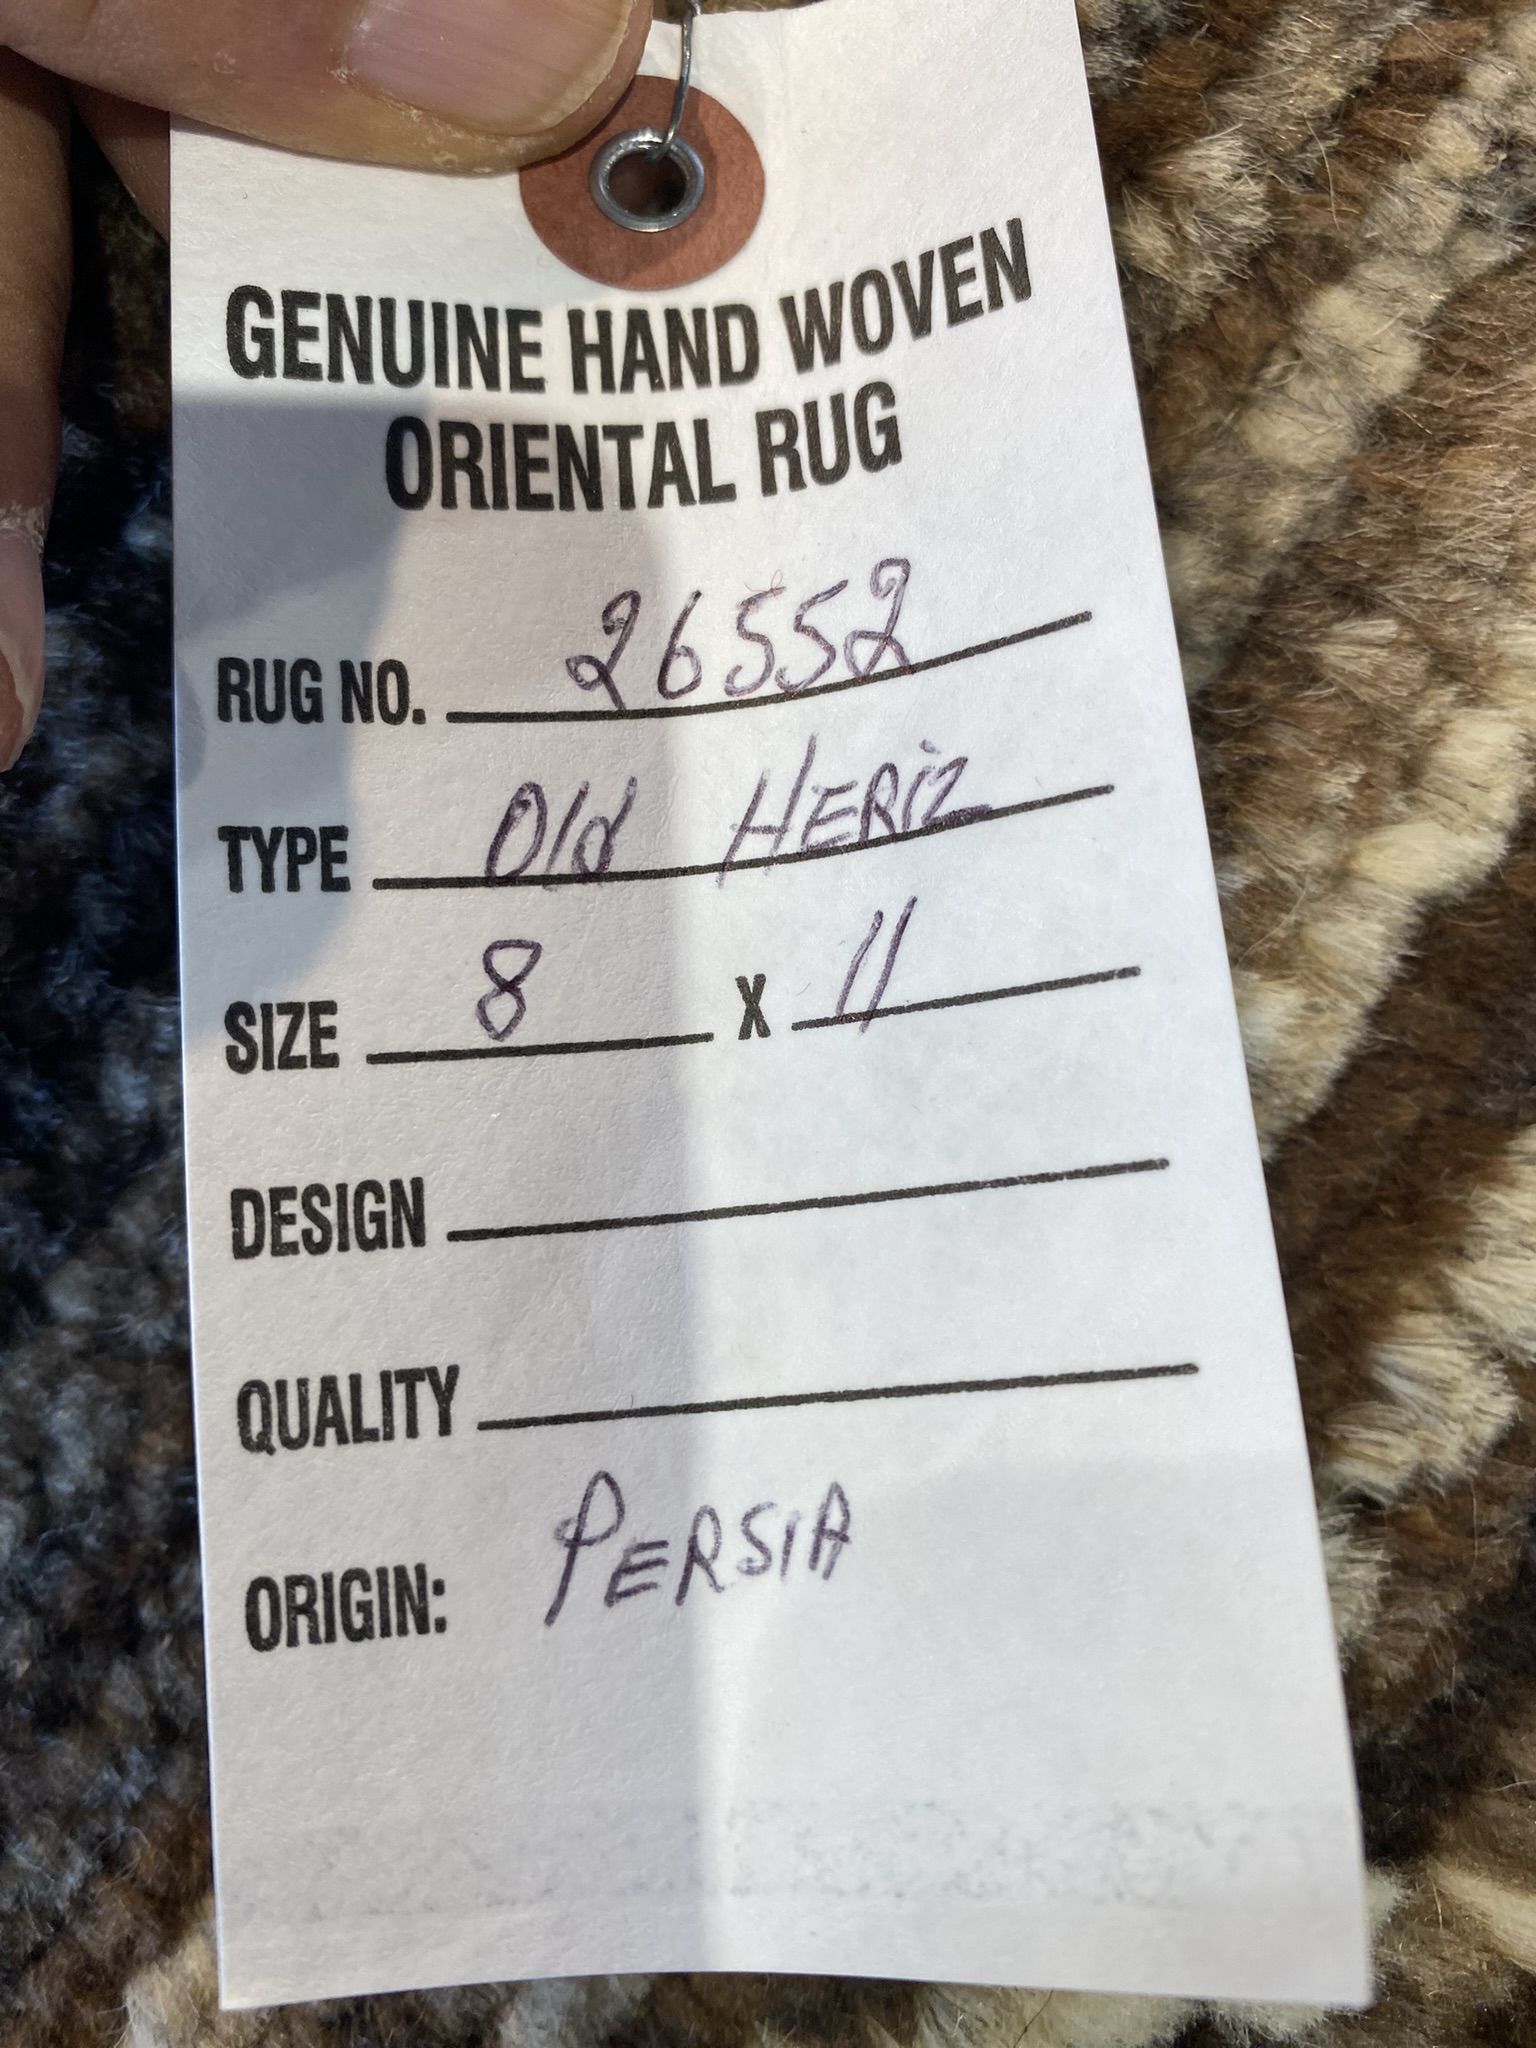 GENUINE HAND WOVEN
ORIENTAL RUG
RUG NO. 26552
TYPE Old HERiz
SIZE 8 X 11
DESIGN
QUALITY
ORIGIN: PERSIA